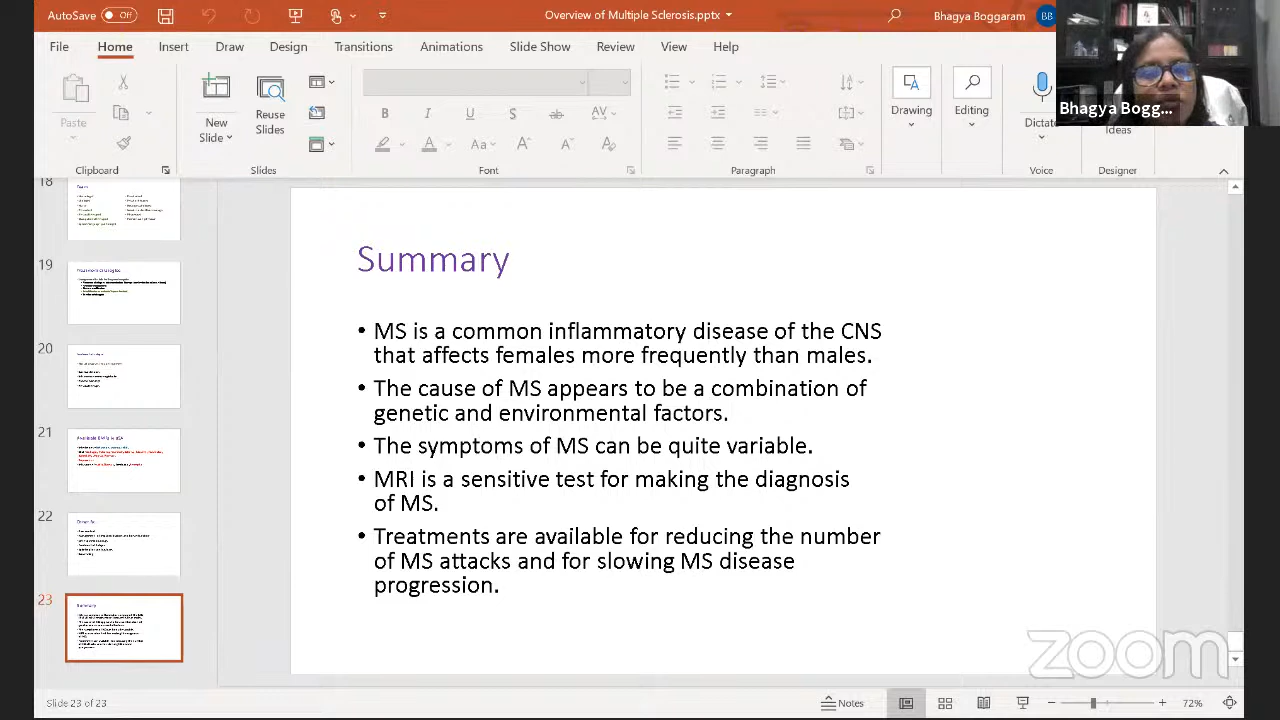 AutoSave Off
Overview of Multiple Sclerosis.pptx
Bhagya Boggaram BB
File Home Insert Draw Design Transitions Animations Slide Show Review View Help
Paste
New Slide
Reuse Slides
Drawing
Editing
Dictat
Ideas
Bhagya Bogg...
Clipboard
Slides
Font
Paragraph
Voice
Designer
18
19
20
21
22
23
Summary
Summary
• MS is a common inflammatory disease of the CNS
that affects females more frequently than males.
• The cause of MS appears to be a combination of
genetic and environmental factors.
• The symptoms of MS can be quite variable.
• MRI is a sensitive test for making the diagnosis
of MS.
• Treatments are available for reducing the number
of MS attacks and for slowing MS disease
progression.
zoom
Slide 23 of 23
Notes
72%